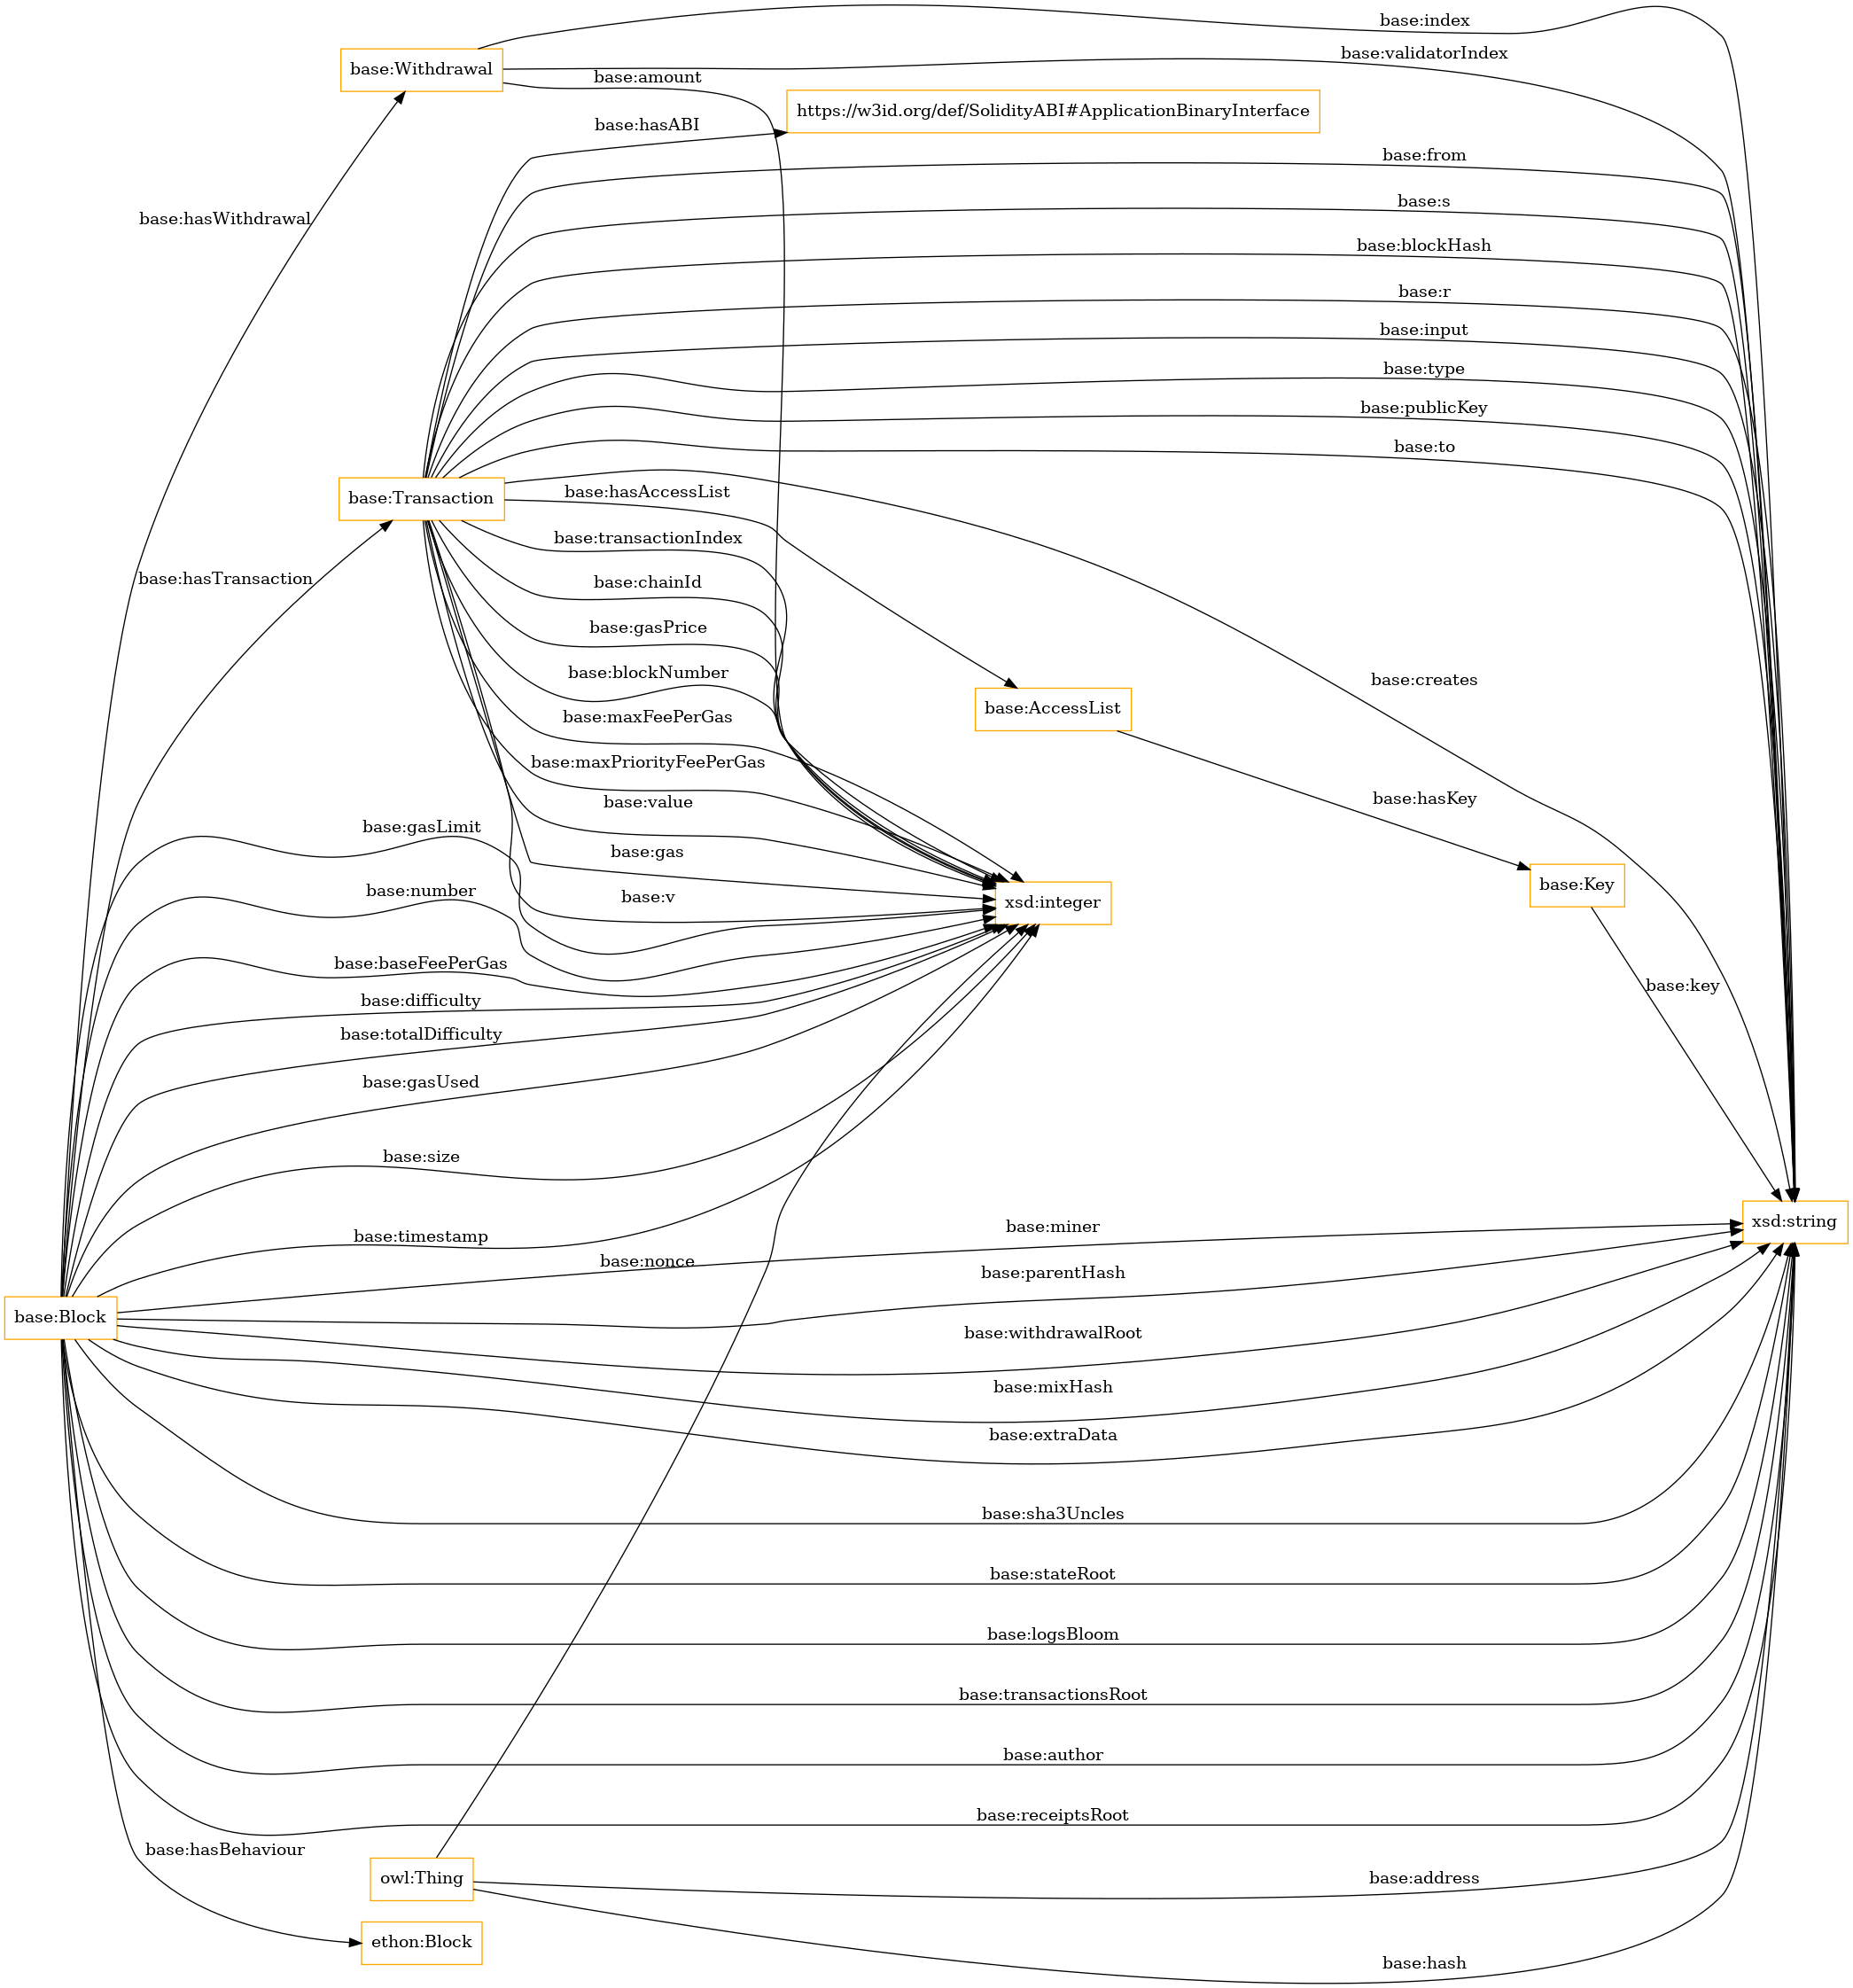 base:index
base:validatorIndex
base:Withdrawal
base:amount
https://w3id.org/def/SolidityABI#ApplicationBinaryInterface
base:hasABI
base:from
base:s
base:hasWithdrawal
base:blockHash
base:r
base:input
base:type
base:publicKey
base:to
base:hasAccessList
base:Transaction
base:transactionIndex
base:hasTransaction
base:chainId
base:gasPrice
base:blockNumber
base:creates
base:AccessList
base:maxFeePerGas
base:maxPriorityFeePerGas
base:value
base:hasKey
base:gasLimit
base:gas
base:Key
base:number
base:v
xsd:integer
base:baseFeePerGas
base:key
base:difficulty
base:totalDifficulty
base:gasUsed
base:size
xsd:string
base:miner
base:timestamp
base:nonce
base:parentHash
base:Block
base:withdrawalRoot
base:mixHash
base:extraData
base:sha3Uncles
base:stateRoot
base:logsBloom
base:transactionsRoot
base:author
base:receiptsRoot
base:hasBehaviour
owl:Thing
base:address
ethon:Block
base:hash